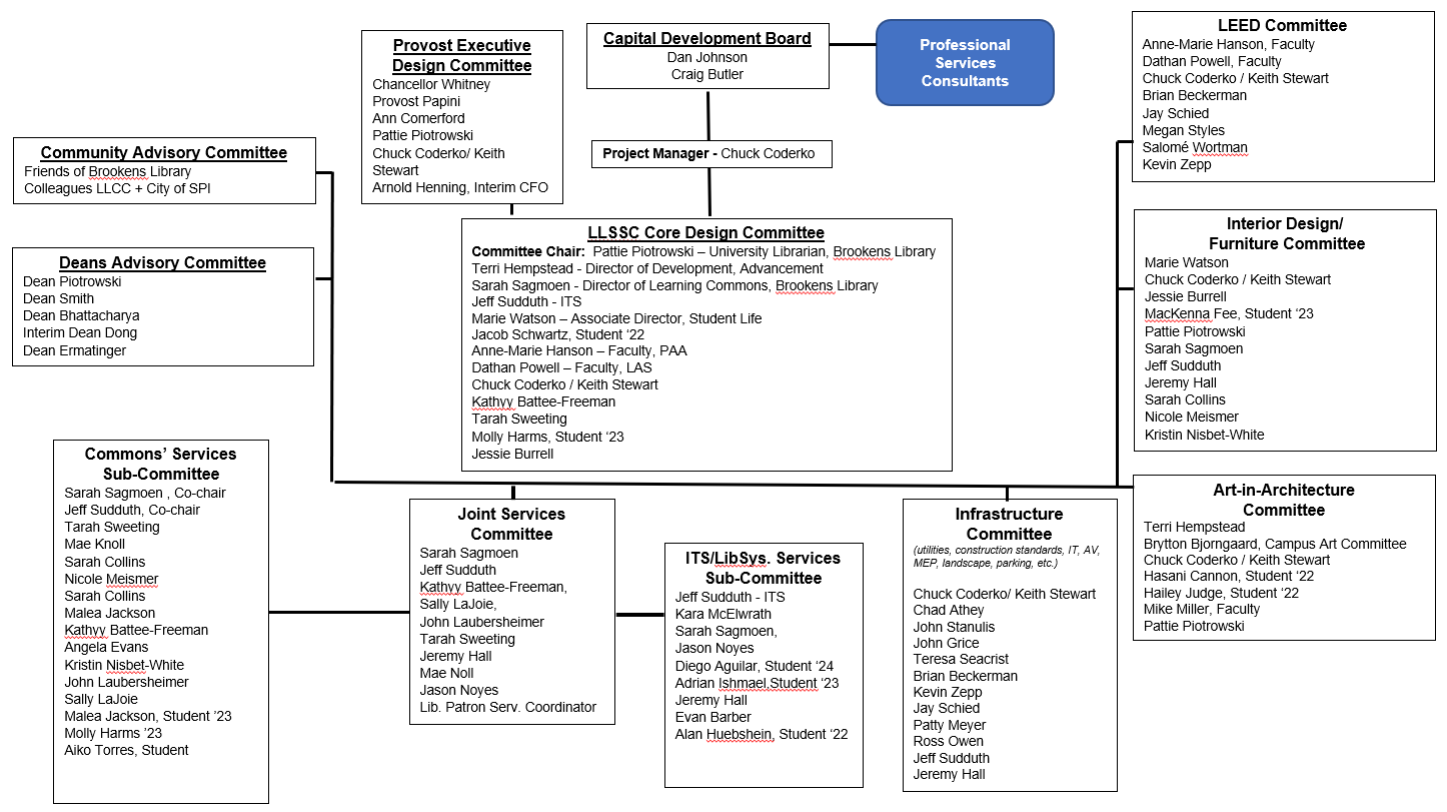 Provost Executive
Design Committee
Chancellor Whitney
Provost Papini
Ann Comerford
Pattie Piotrowski
Chuck Coderko/ Keith
Stewart
Arnold Henning, Interim CFO
Capital Development Board
Dan Johnson
Craig Butler
Professional
Services
Consultants
LEED Committee
Anne-Marie Hanson, Faculty
Dathan Powell, Faculty
Chuck Coderko / Keith Stewart
Brian Beckerman
Jay Schied
Megan Styles
Salomé Wortman
Kevin Zepp
Community Advisory Committee
Friends of Brookens Library
Colleagues LLCC + City of SPI
Project Manager - Chuck Coderko
Deans Advisory Committee
Dean Piotrowski
Dean Smith
Dean Bhattacharya
Interim Dean Dong
Dean Ermatinger
LLSSC Core Design Committee
Committee Chair: Pattie Piotrowski – University Librarian, Brookens Library
Terri Hempstead - Director of Development, Advancement
Sarah Sagmoen - Director of Learning Commons, Brookens Library
Jeff Sudduth - ITS
Marie Watson – Associate Director, Student Life
Jacob Schwartz, Student ‘22
Anne-Marie Hanson – Faculty, PAA
Dathan Powell – Faculty, LAS
Chuck Coderko / Keith Stewart
Kathyy Battee-Freeman
Tarah Sweeting
Molly Harms, Student ‘23
Jessie Burrell
Interior Design/
Furniture Committee
Marie Watson
Chuck Coderko / Keith Stewart
Jessie Burrell
MacKenna Fee, Student ‘23
Pattie Piotrowski
Sarah Sagmoen
Jeff Sudduth
Jeremy Hall
Sarah Collins
Nicole Meismer
Kristin Nisbet-White
Commons’ Services
Sub-Committee
Sarah Sagmoen , Co-chair
Jeff Sudduth, Co-chair
Tarah Sweeting
Mae Knoll
Sarah Collins
Nicole Meismer
Sarah Collins
Malea Jackson
Kathyy Battee-Freeman
Angela Evans
Kristin Nisbet-White
John Laubersheimer
Sally LaJoie
Malea Jackson, Student ‘23
Molly Harms ’23
Aiko Torres, Student
Joint Services
Committee
Sarah Sagmoen
Jeff Sudduth
Kathyy Battee-Freeman,
Sally LaJoie,
John Laubersheimer
Tarah Sweeting
Jeremy Hall
Mae Noll
Jason Noyes
Lib. Patron Serv. Coordinator
ITS/LibSys. Services
Sub-Committee
Jeff Sudduth - ITS
Kara McElwrath
Sarah Sagmoen,
Jason Noyes
Diego Aguilar, Student ‘24
Adrian Ishmael,Student ‘23
Jeremy Hall
Evan Barber
Alan Huebshein, Student ‘22
Infrastructure
Committee
(utilities, construction standards, IT, AV,
MEP, landscape, parking, etc.)
Chuck Coderko/ Keith Stewart
Chad Athey
John Stanulis
John Grice
Teresa Seacrist
Brian Beckerman
Kevin Zepp
Jay Schied
Patty Meyer
Ross Owen
Jeff Sudduth
Jeremy Hall
Art-in-Architecture
Committee
Terri Hempstead
Brytton Bjorngaard, Campus Art Committee
Chuck Coderko / Keith Stewart
Hasani Cannon, Student ‘22
Hailey Judge, Student ‘22
Mike Miller, Faculty
Pattie Piotrowski